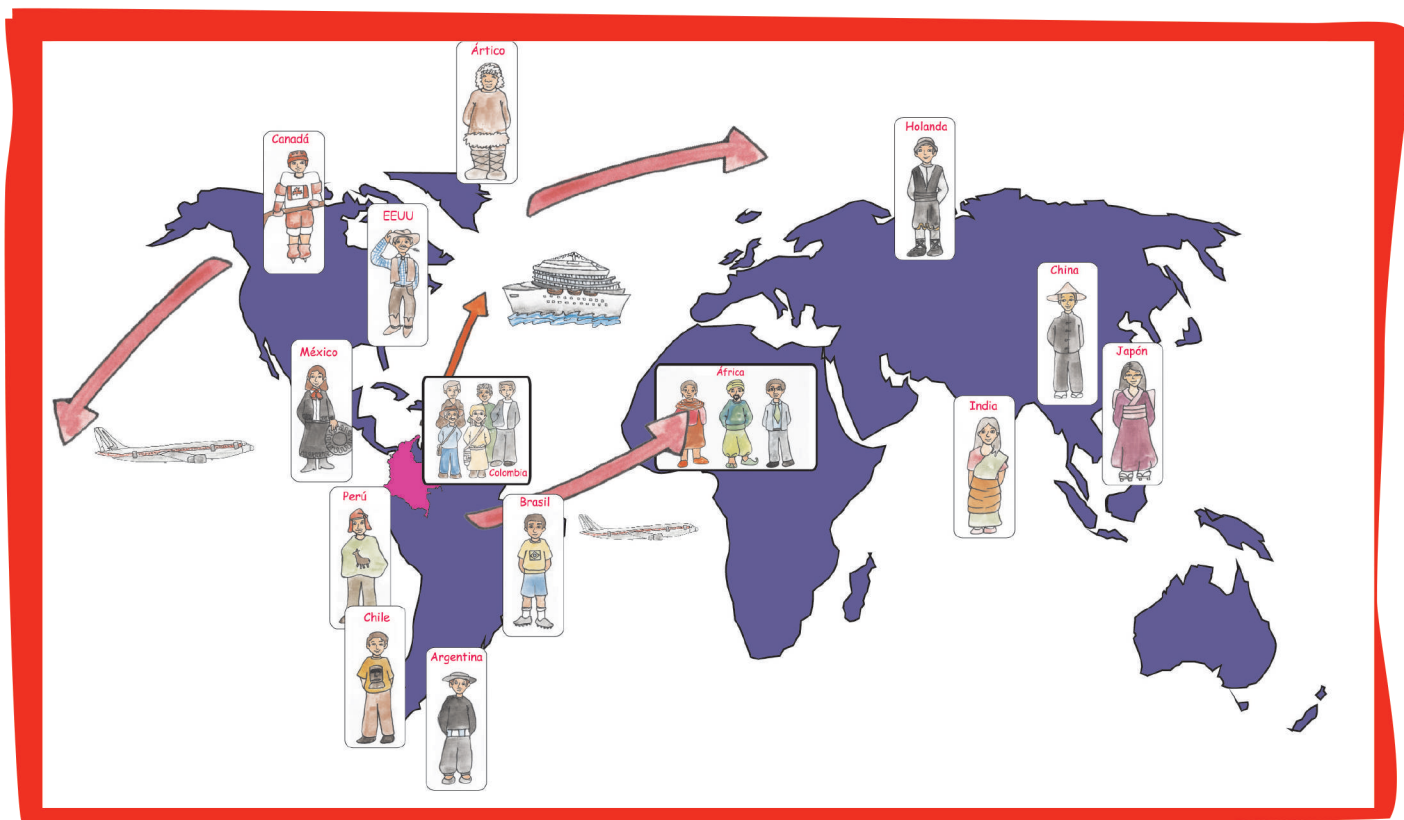 Ártico
Canadá
Holanda
EEUU
China
México
Japón
África
India
Colombia
Perú
Brasil
Chile
Argentina